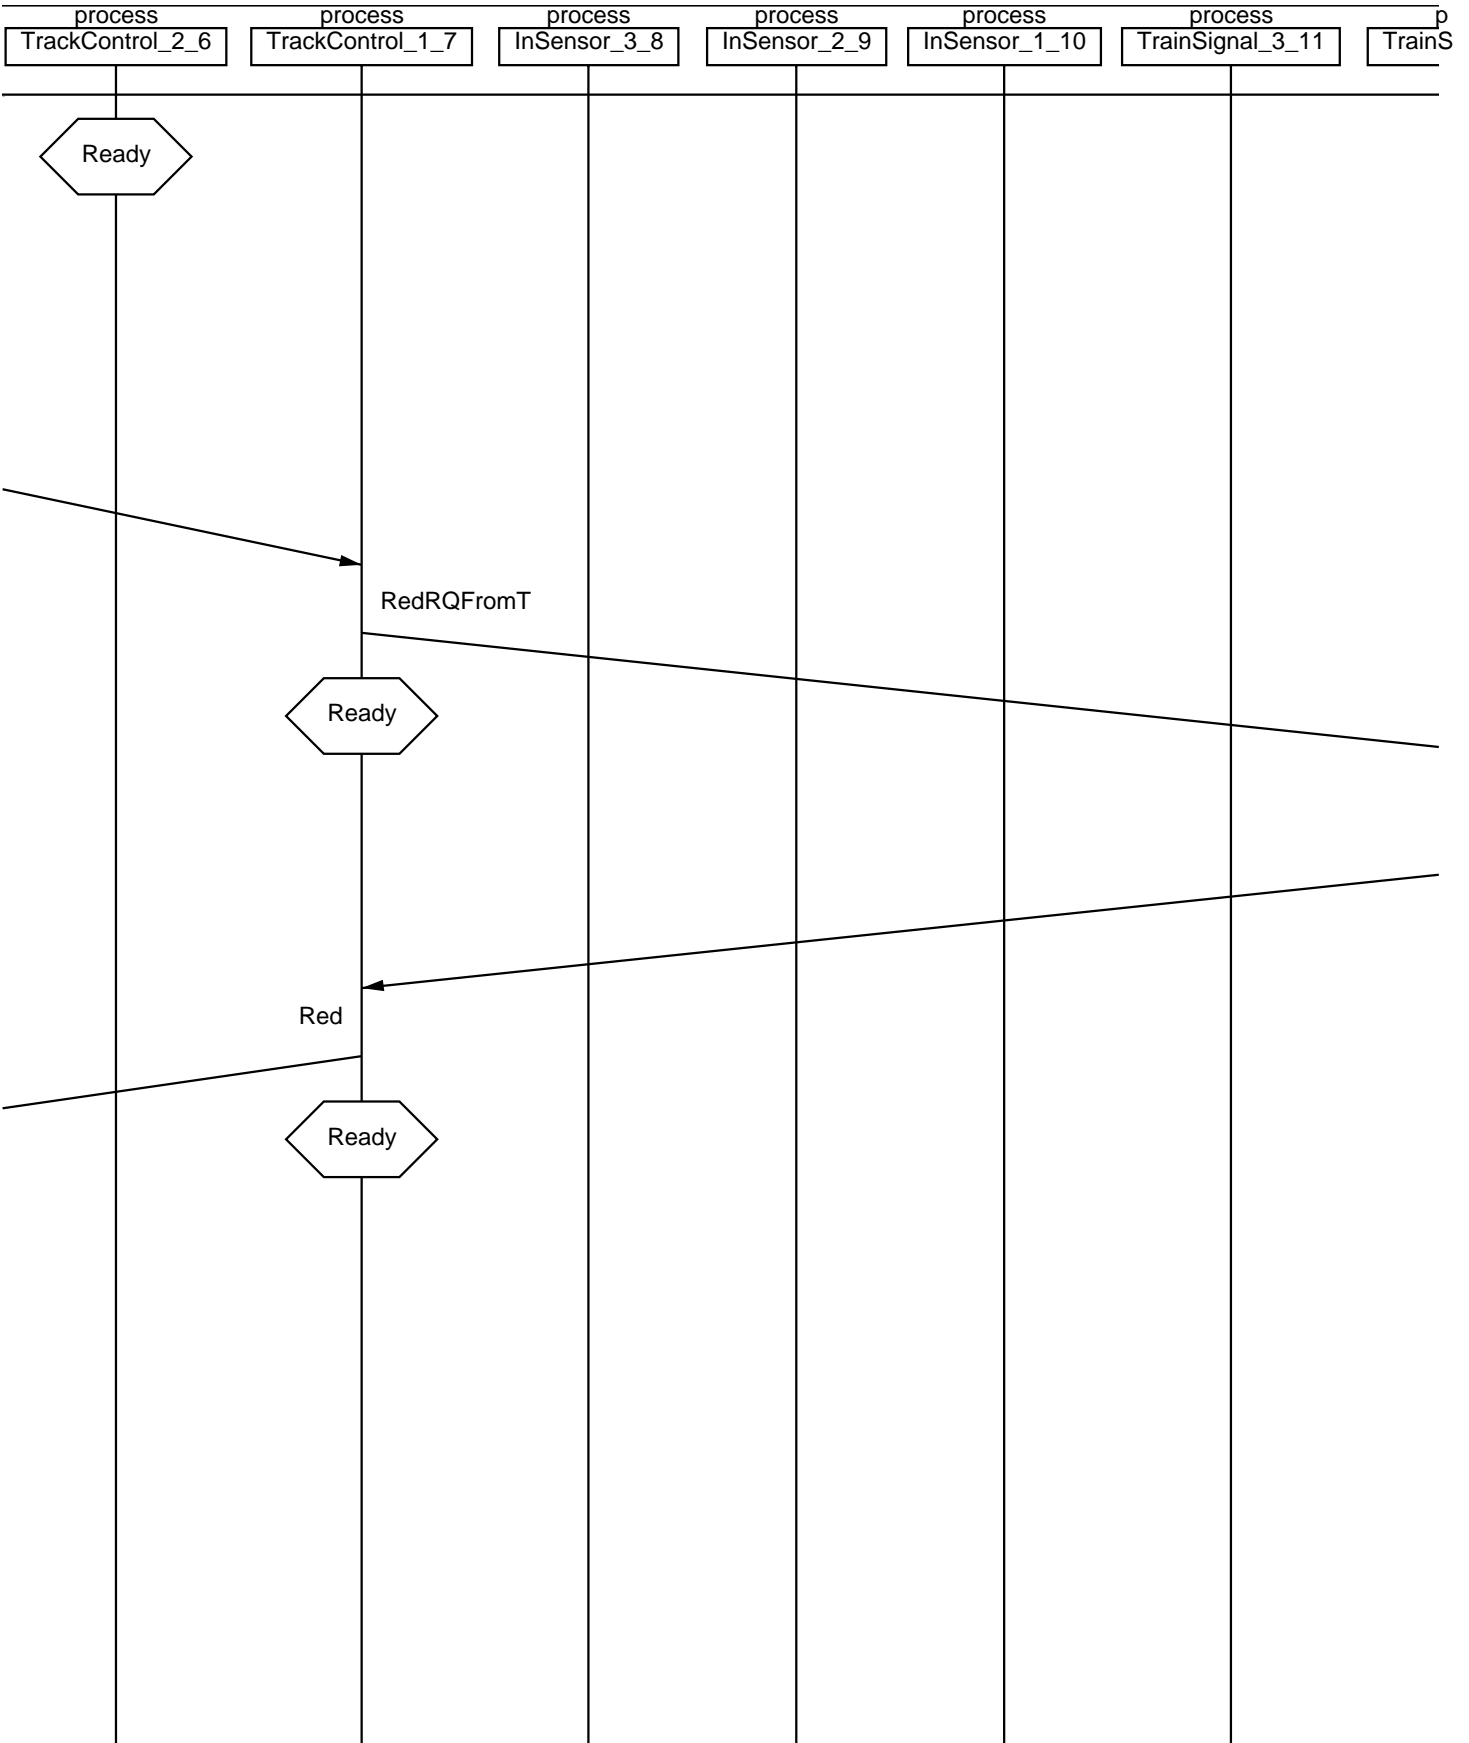 process process process process process process p
TrackControl_2_6 TrackControl_1_7 InSensor_3_8 InSensor_2_9 InSensor_1_10 TrainSignal_3_11 TrainS
Ready
RedRQFromT
Ready
Red
Ready